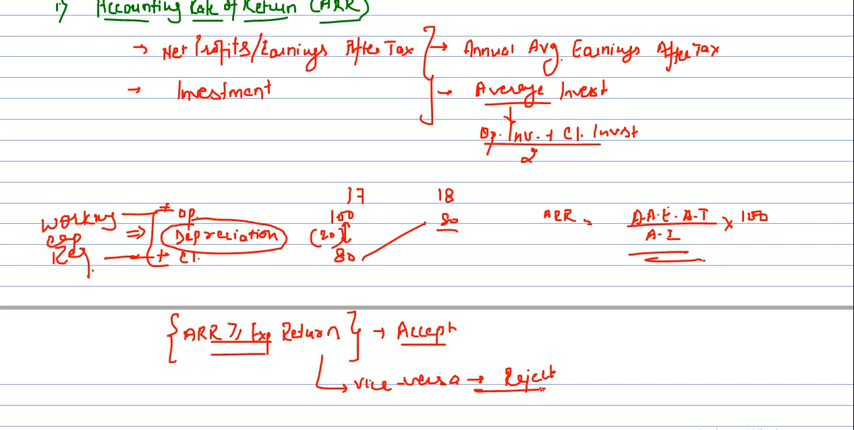 i) Accounting Rate of Return (ARR)
→ Net Profits/Earnings After Tax → Annual Avg. Earnings After Tax
→ Investment → Average Invest
Op. Inv. + Cl. Invst
2
17 18
Working cap Req. ⇒ + Op. 100 80
Depreciation (20)
+ Cl. 80
ARR = A.A.E.A.T / A.I × 100
{ARR ≥ Exp Return} → Accept
→ vice-versa → Reject